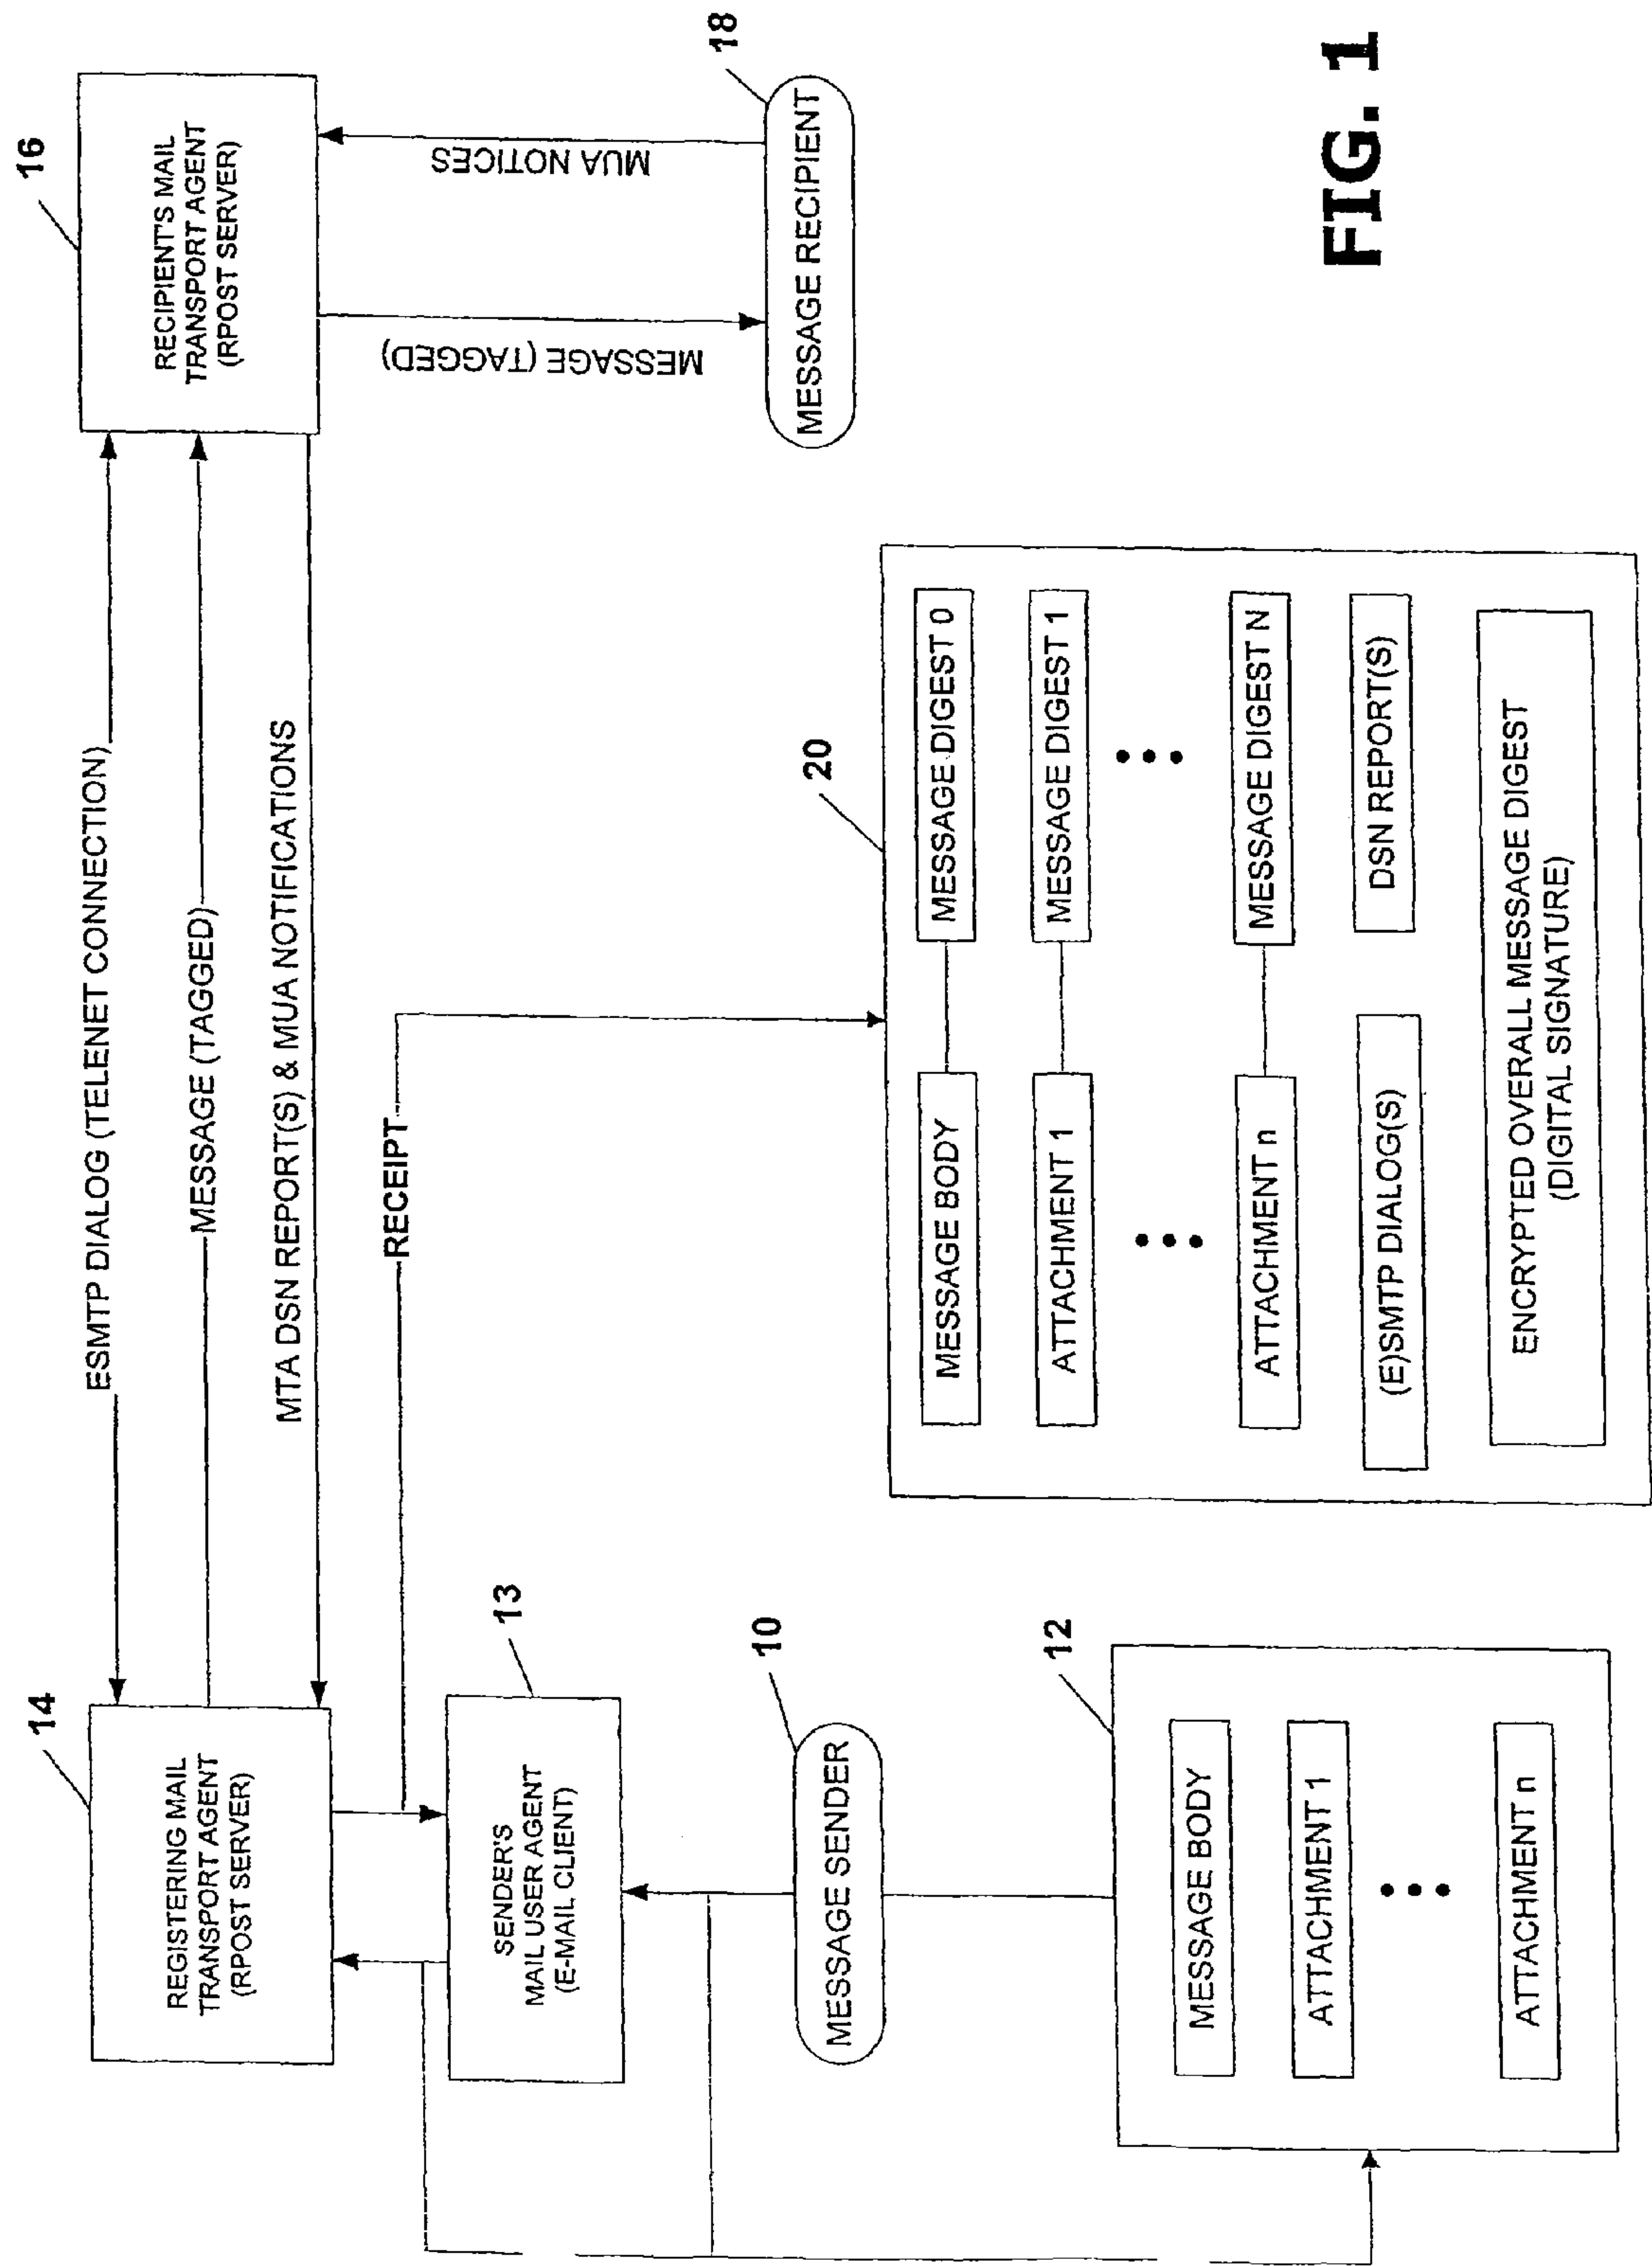 14
REGISTERING MAIL
TRANSPORT AGENT
(RPOST SERVER)
ESMTP DIALOG (TELENET CONNECTION)
MESSAGE (TAGGED)
MTA DSN REPORT(S) & MUA NOTIFICATIONS
16
RECIPIENT'S MAIL
TRANSPORT AGENT
(RPOST SERVER)
RECEIPT
MESSAGE (TAGGED)
MUA NOTICES
13
SENDER'S
MAIL USER AGENT
(E-MAIL CLIENT)
10
MESSAGE SENDER
18
MESSAGE RECIPIENT
12
MESSAGE BODY
ATTACHMENT 1
ATTACHMENT n
20
MESSAGE BODY
MESSAGE DIGEST 0
ATTACHMENT 1
MESSAGE DIGEST 1
ATTACHMENT n
MESSAGE DIGEST N
(E)SMTP DIALOG(S)
DSN REPORT(S)
ENCRYPTED OVERALL MESSAGE DIGEST
(DIGITAL SIGNATURE)
FIG. 1